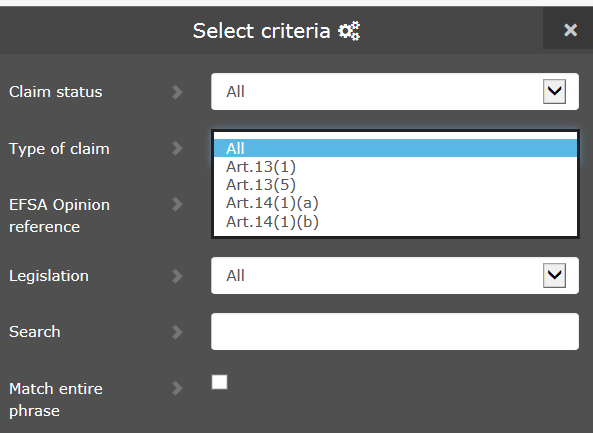 Select criteria
Claim status
All
Type of claim
All
Art.13(1)
Art.13(5)
Art.14(1)(a)
Art.14(1)(b)
EFSA Opinion
reference
Legislation
All
Search
Match entire
phrase